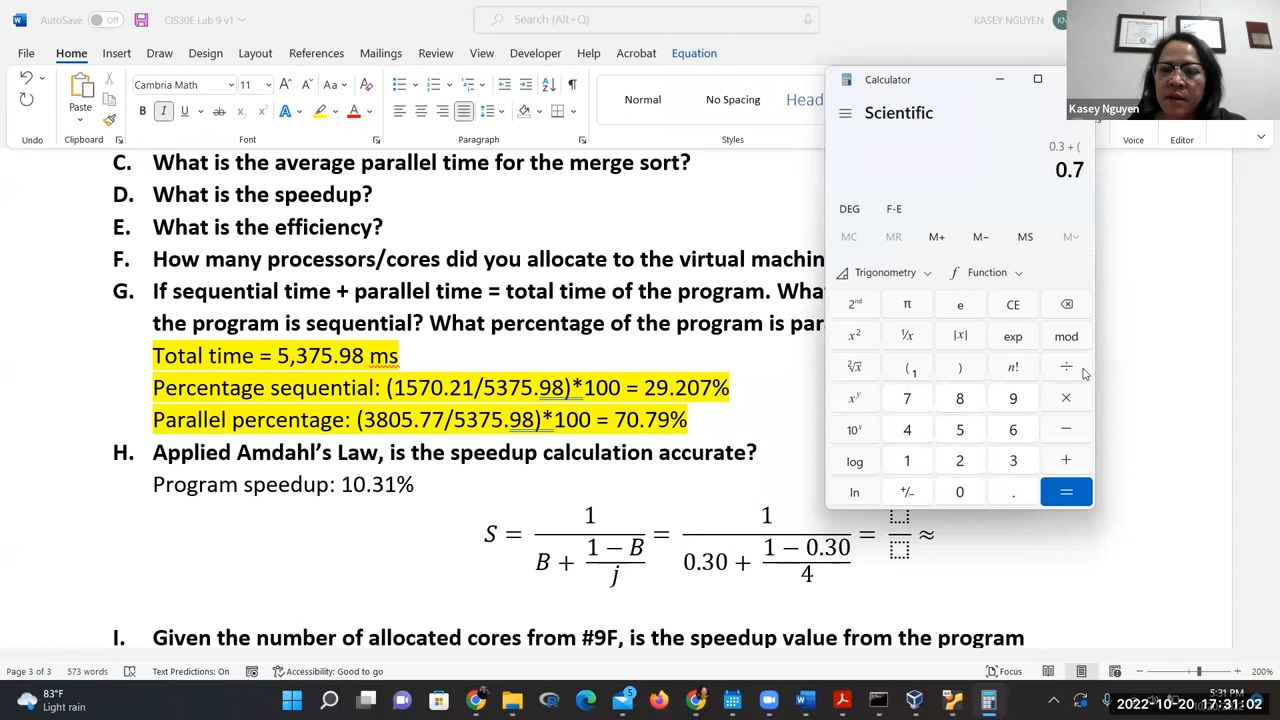 AutoSave Off CIS30E Lab 9 v1 Search (Alt+Q) KASEY NGUYEN KN
File Home Insert Draw Design Layout References Mailings Review View Developer Help Acrobat Equation
Cambria Math 11
Paste
Normal No Spacing Head
Undo Clipboard Font Paragraph Styles Voice Editor
Kasey Nguyen
Calculator
Scientific
0.3 + (
0.7
DEG F-E
MC MR M+ M− MS M
Trigonometry f Function
2nd π e CE
x² ¹/x |x| exp mod
²√x (1 ) n! ÷
xʸ 7 8 9 ×
10ˣ 4 5 6 −
log 1 2 3 +
ln +/− 0 . =
C. What is the average parallel time for the merge sort?
D. What is the speedup?
E. What is the efficiency?
F. How many processors/cores did you allocate to the virtual machin
G. If sequential time + parallel time = total time of the program. Wha
the program is sequential? What percentage of the program is par
Total time = 5,375.98 ms
Percentage sequential: (1570.21/5375.98)*100 = 29.207%
Parallel percentage: (3805.77/5375.98)*100 = 70.79%
H. Applied Amdahl's Law, is the speedup calculation accurate?
Program speedup: 10.31%
S = 1 / (B + (1 − B)/j) = 1 / (0.30 + (1 − 0.30)/4) = ≈
I. Given the number of allocated cores from #9F, is the speedup value from the program
Page 3 of 3 573 words Text Predictions: On Accessibility: Good to go Focus 200%
83°F
Light rain
5:31 PM
2022-10-20 17:31:02